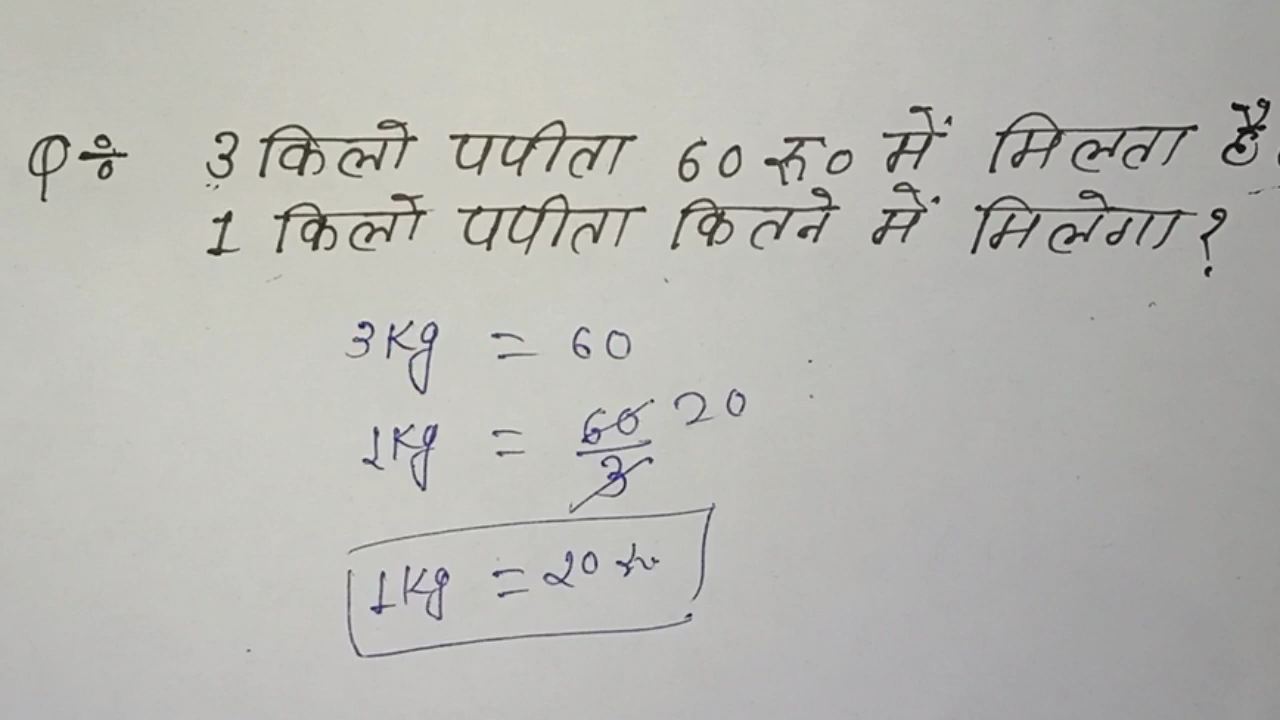 Q÷ 3 किलो पपीता 60 रु० में मिलता है
1 किलो पपीता कितने में मिलेगा?
3Kg = 60
1Kg = 60/3 20
1Kg = 20 रु